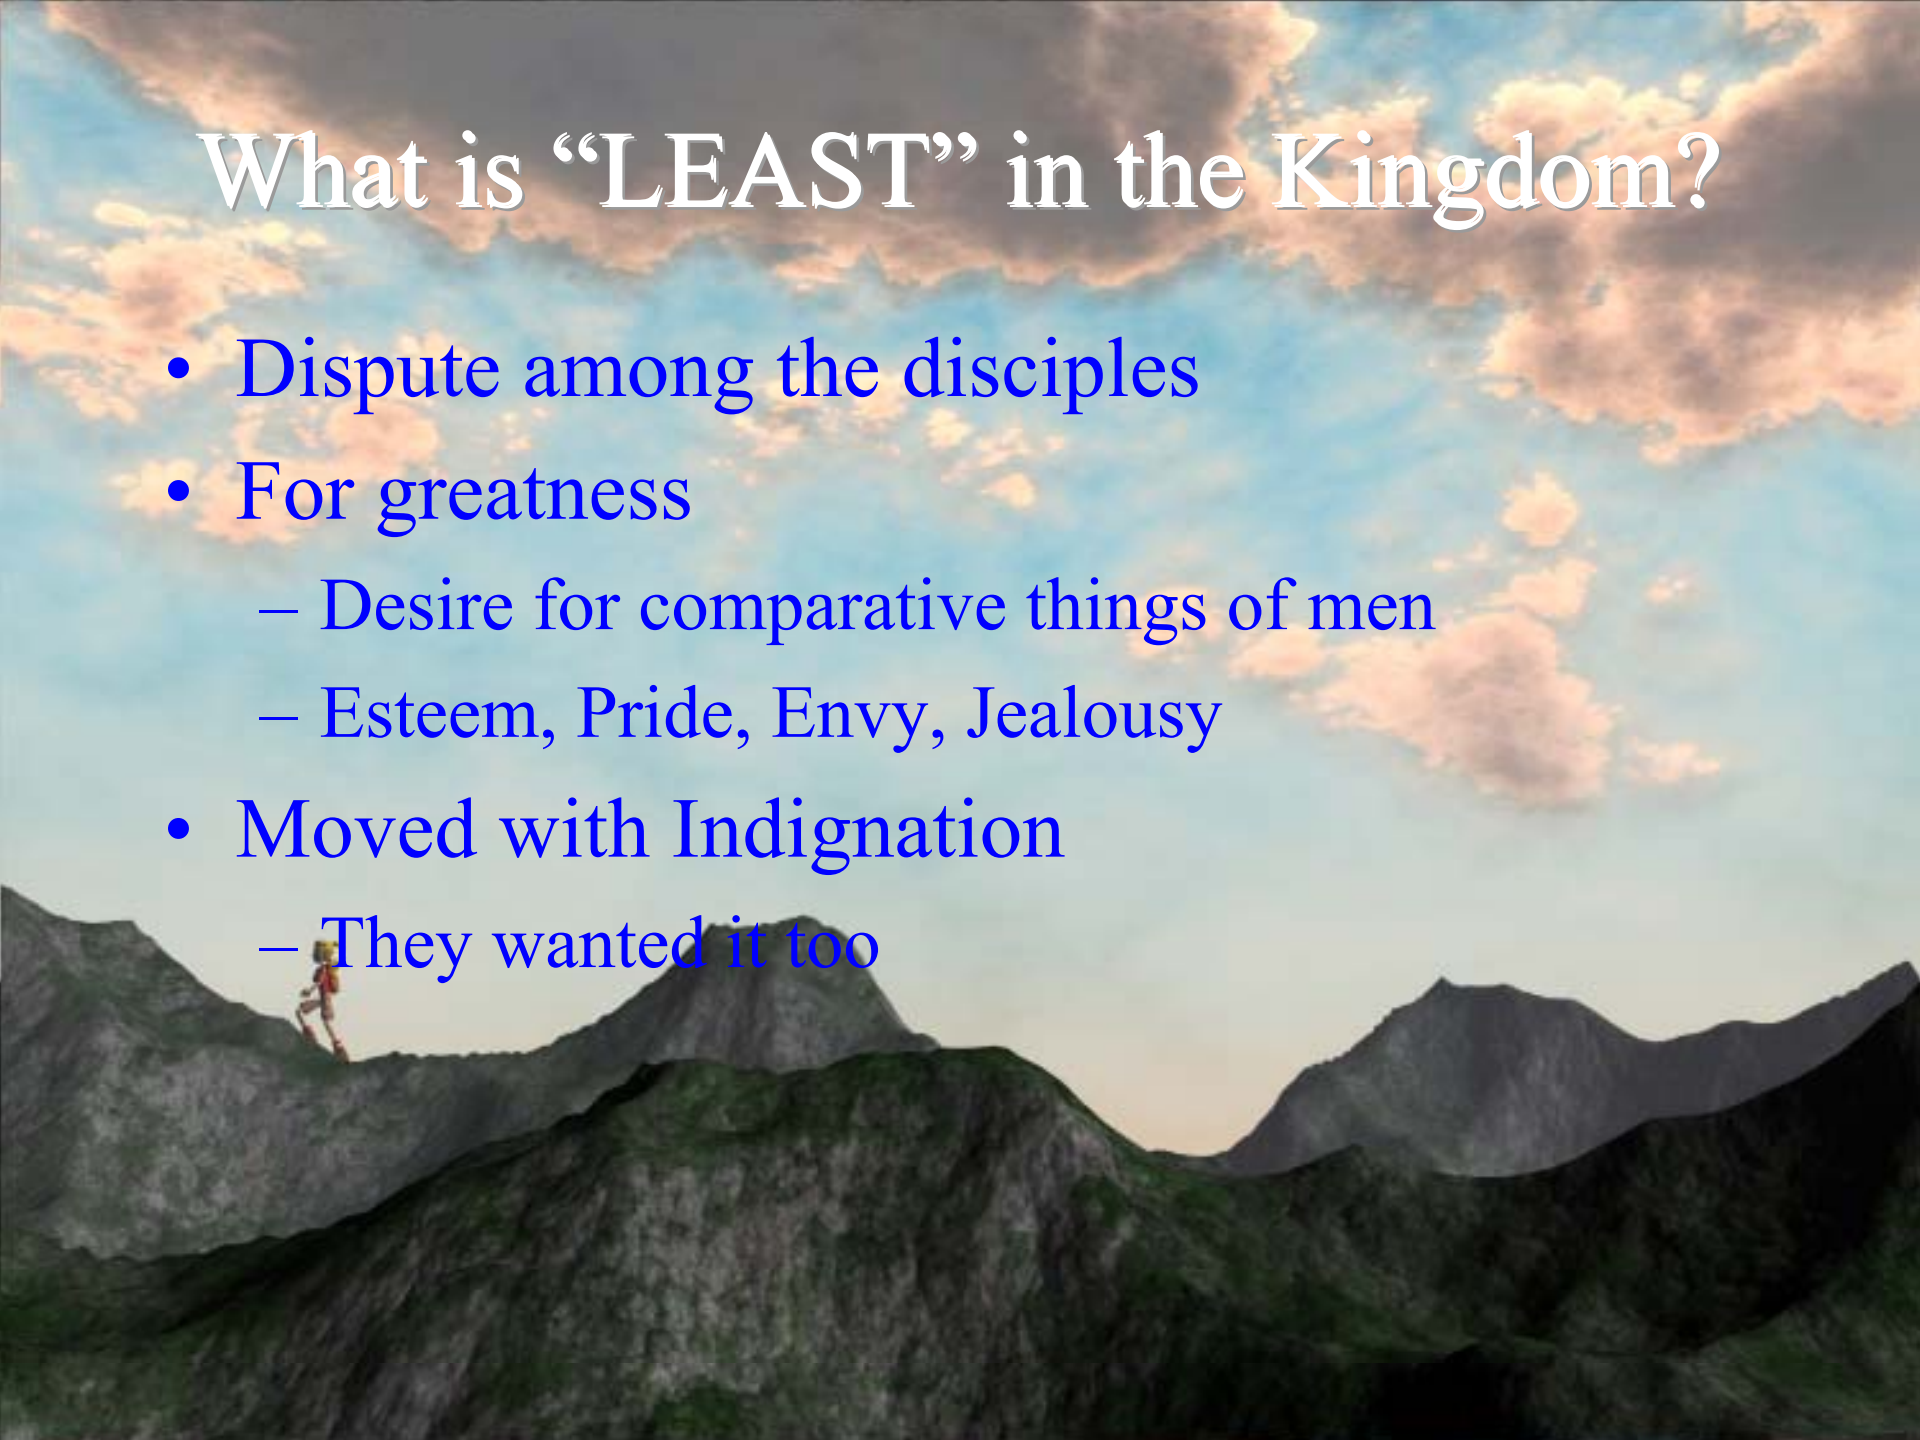 What is “LEAST” in the Kingdom?
• Dispute among the disciples
• For greatness
– Desire for comparative things of men
– Esteem, Pride, Envy, Jealousy
• Moved with Indignation
– They wanted it too